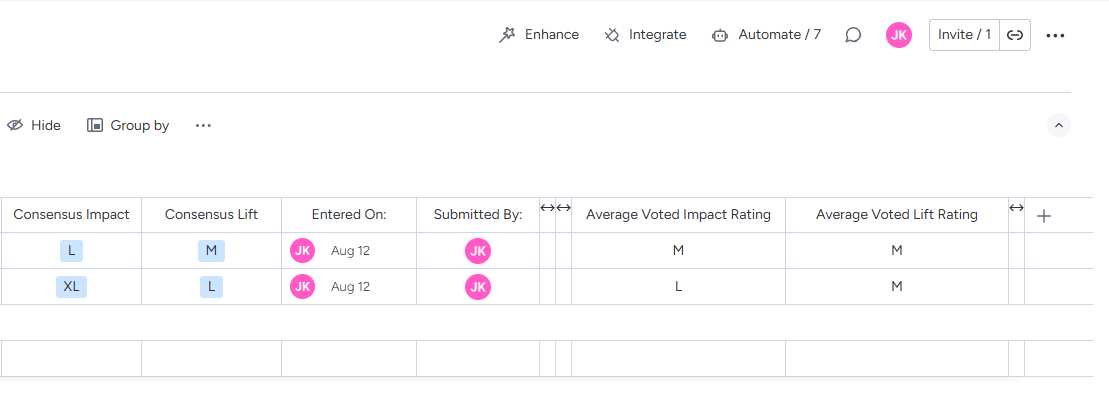 Enhance Integrate Automate / 7 JK Invite / 1
Hide Group by
Consensus Impact Consensus Lift Entered On: Submitted By: Average Voted Impact Rating Average Voted Lift Rating
L M JK Aug 12 JK M M
XL L JK Aug 12 JK L M